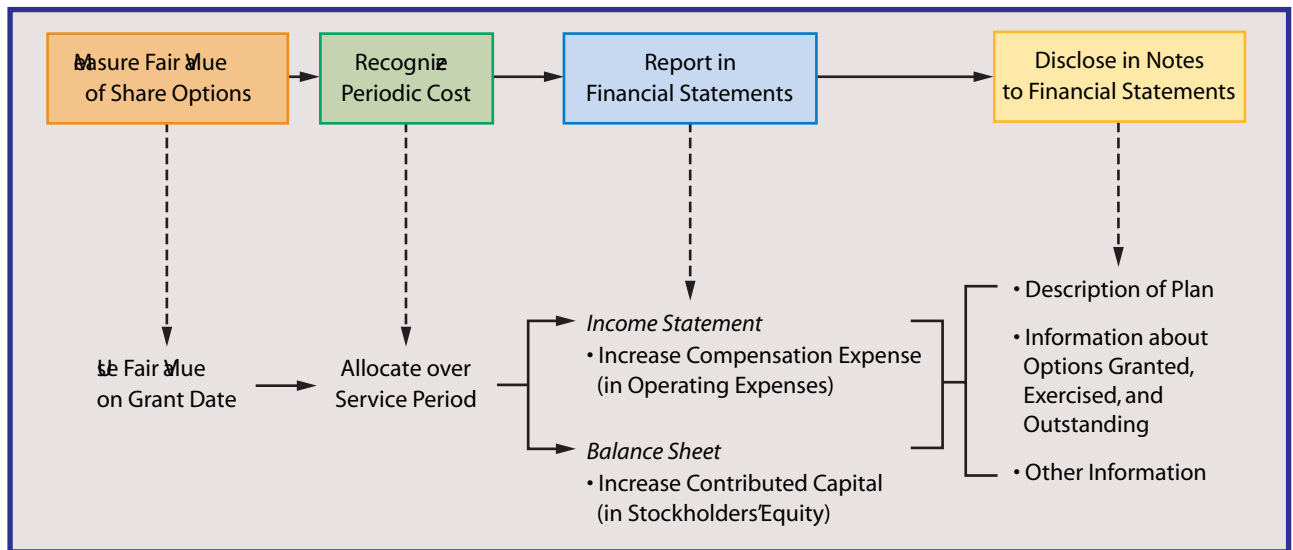 Measure Fair Value
of Share Options
Recognize
Periodic Cost
Report in
Financial Statements
Disclose in Notes
to Financial Statements
Use Fair Value
on Grant Date
Allocate over
Service Period
Income Statement
• Increase Compensation Expense
(in Operating Expenses)
Balance Sheet
• Increase Contributed Capital
(in Stockholders'Equity)
• Description of Plan
• Information about
Options Granted,
Exercised, and
Outstanding
• Other Information